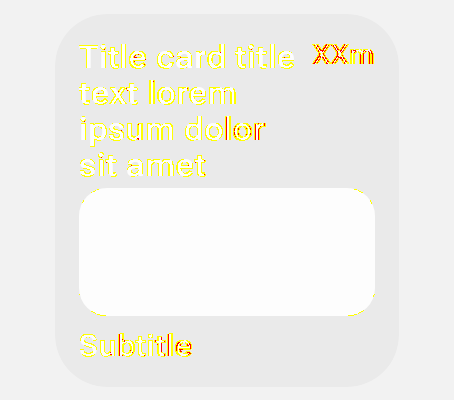 Title card title XXm
text lorem
ipsum dolor
sit amet
Subtitle